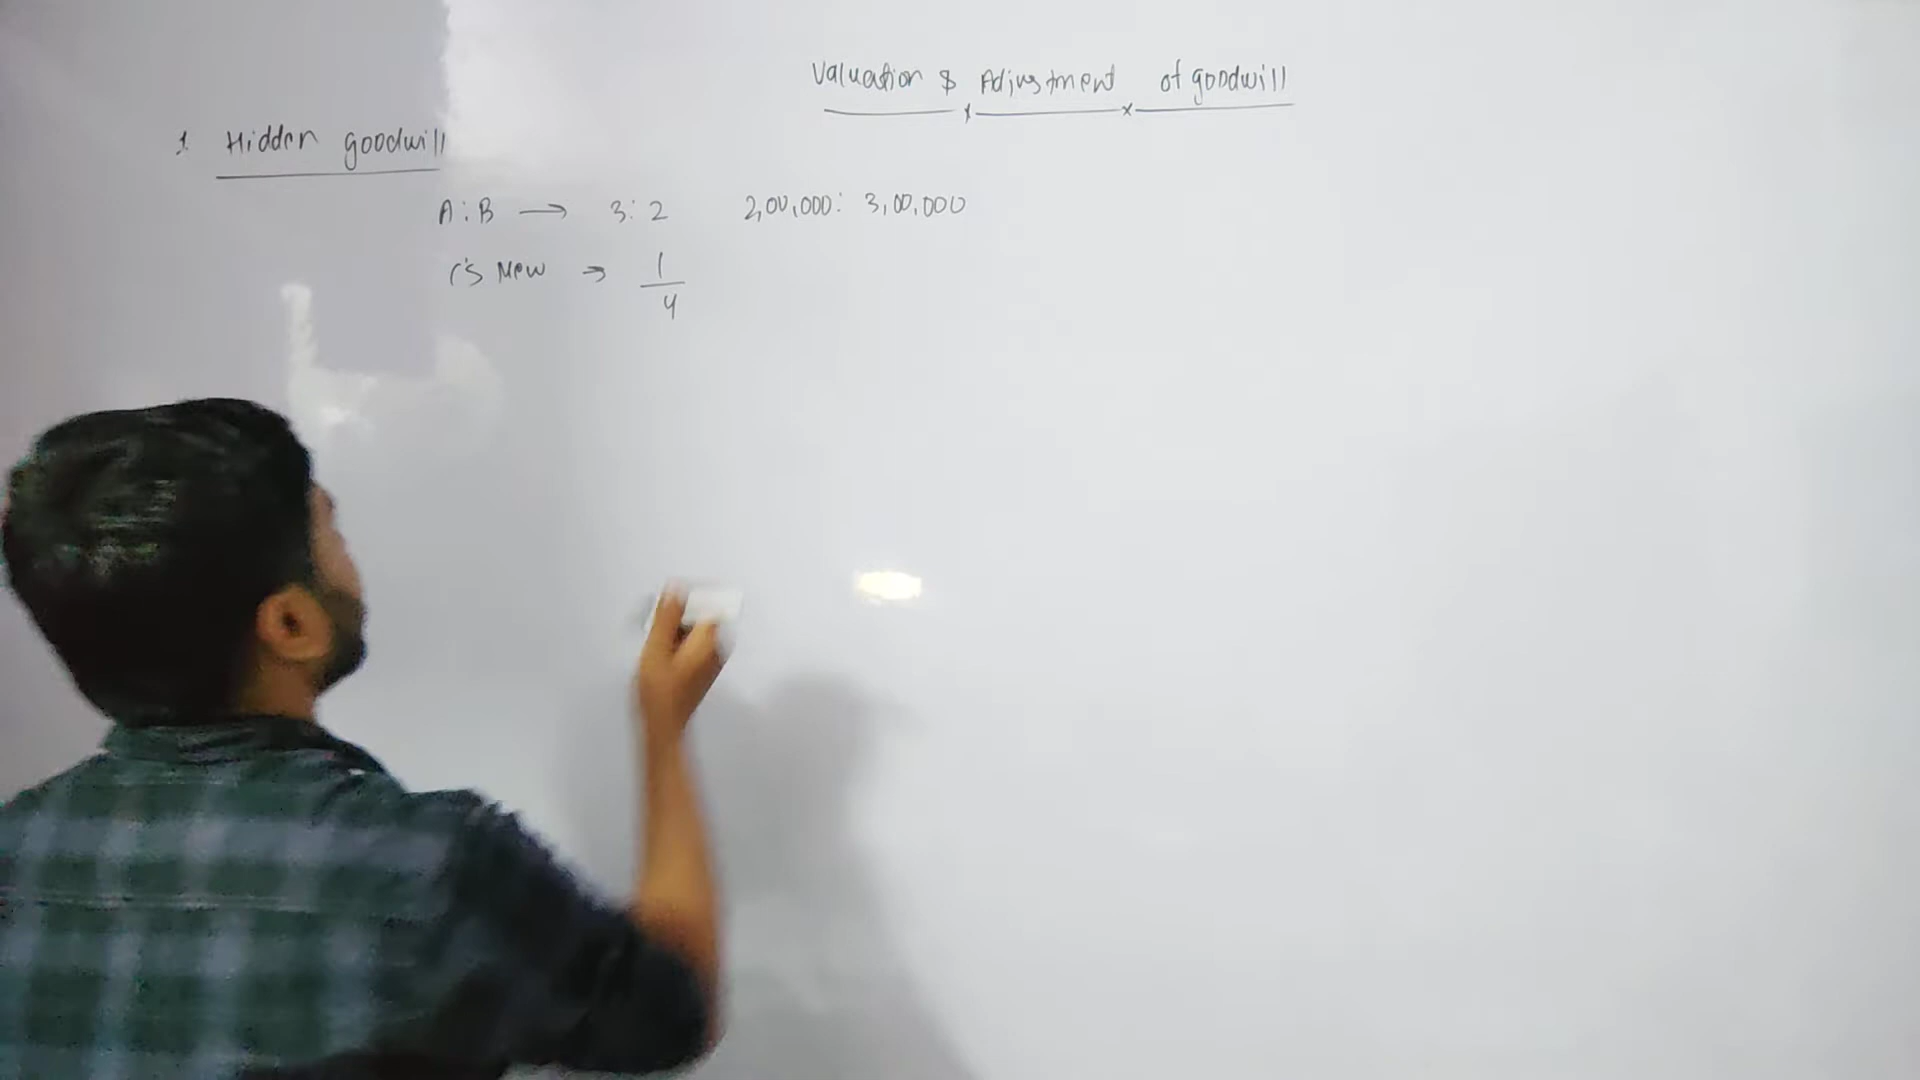 Valuation & Adjustment of goodwill
1. Hidden goodwill
A : B → 3 : 2 2,00,000 : 3,00,000
C's New → 1/4